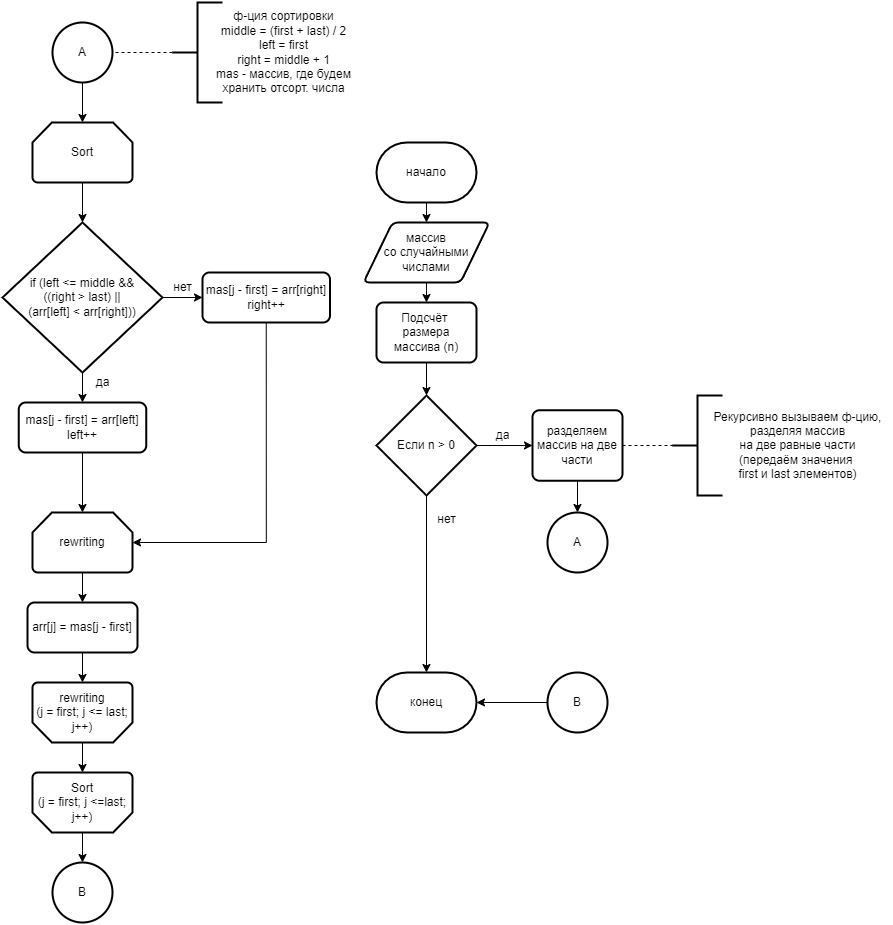 A
ф-ция сортировки
middle = (first + last) / 2
left = first
right = middle + 1
mas - массив, где будем
хранить отсорт. числа
Sort
if (left <= middle &&
((right > last) ||
(arr[left] < arr[right]))
нет
mas[j - first] = arr[right]
right++
да
mas[j - first] = arr[left]
left++
rewriting
arr[j] = mas[j - first]
rewriting
(j = first; j <= last;
j++)
Sort
(j = first; j <=last;
j++)
B
начало
массив
со случайными
числами
Подсчёт
размера
массива (n)
Если n > 0
да
разделяем
массив на две
части
Рекурсивно вызываем ф-цию,
разделяя массив
на две равные части
(передаём значения
first и last элементов)
нет
A
конец
B